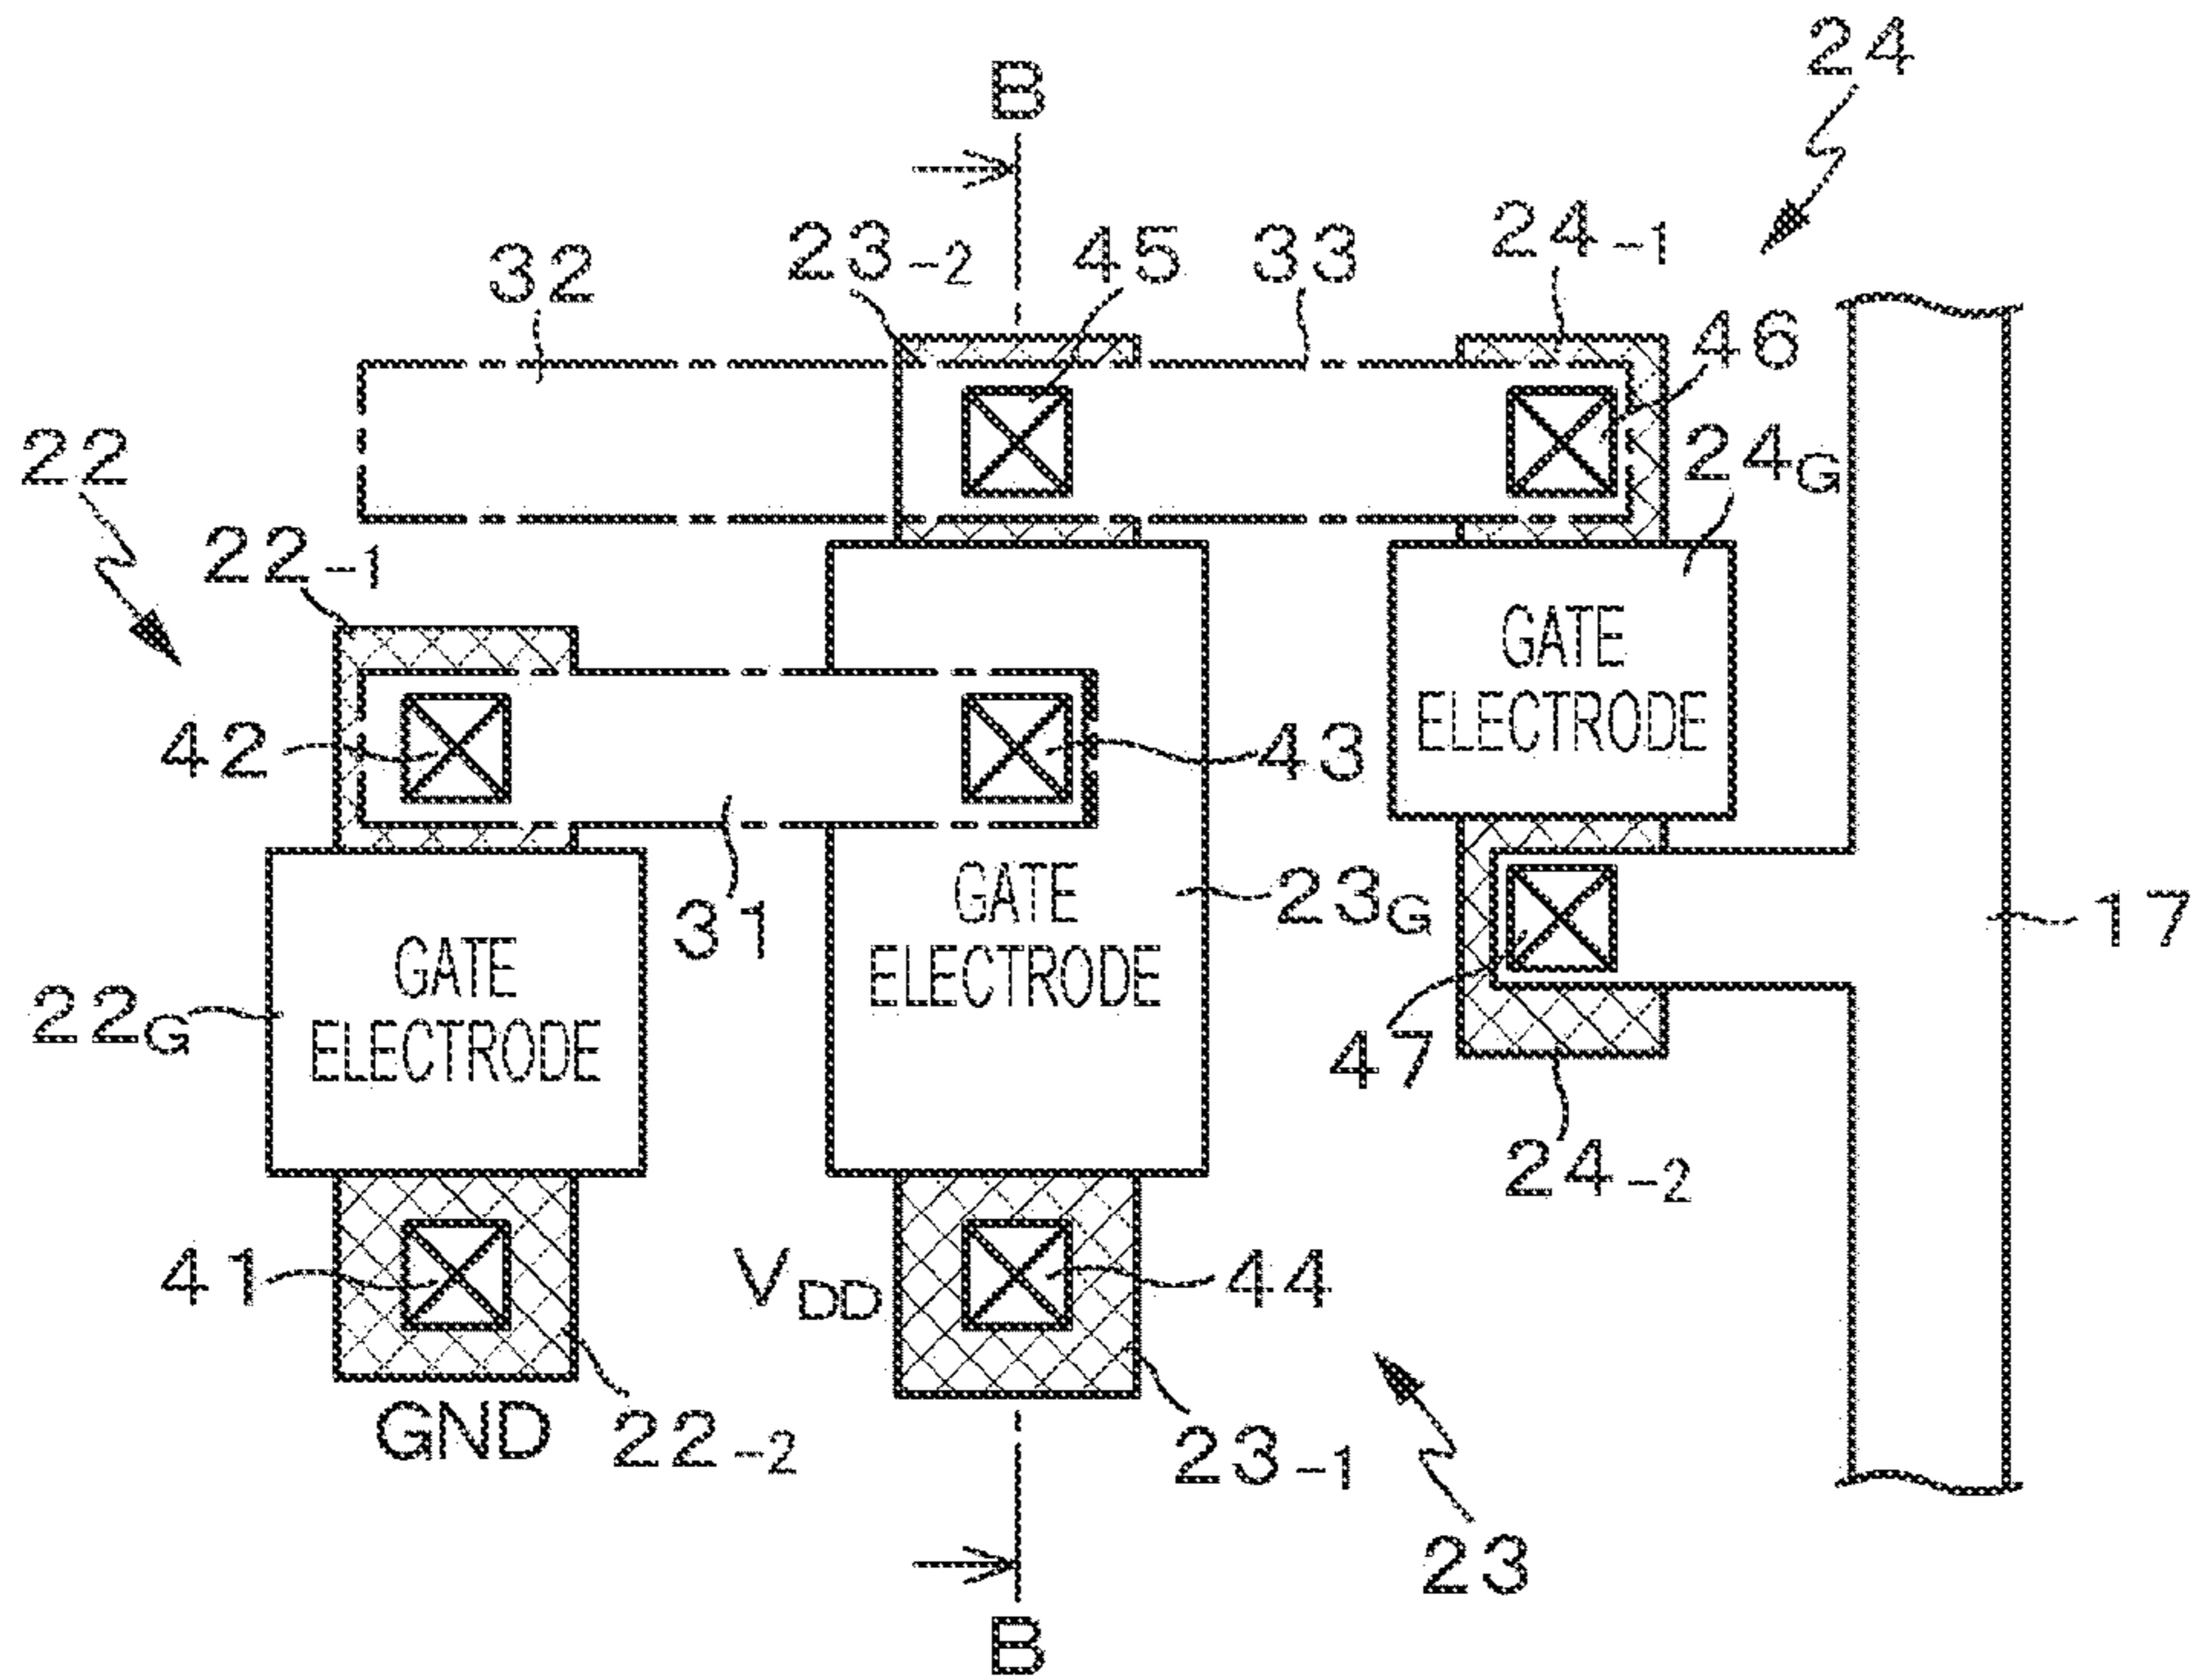 24
B
23-2
45
33
24-1
32
46
22
24G
22-1
GATE
ELECTRODE
42
43
GATE
ELECTRODE
23G
31
17
GATE
ELECTRODE
22G
47
24-2
41
VDD
44
GND
22-2
23-1
23
B